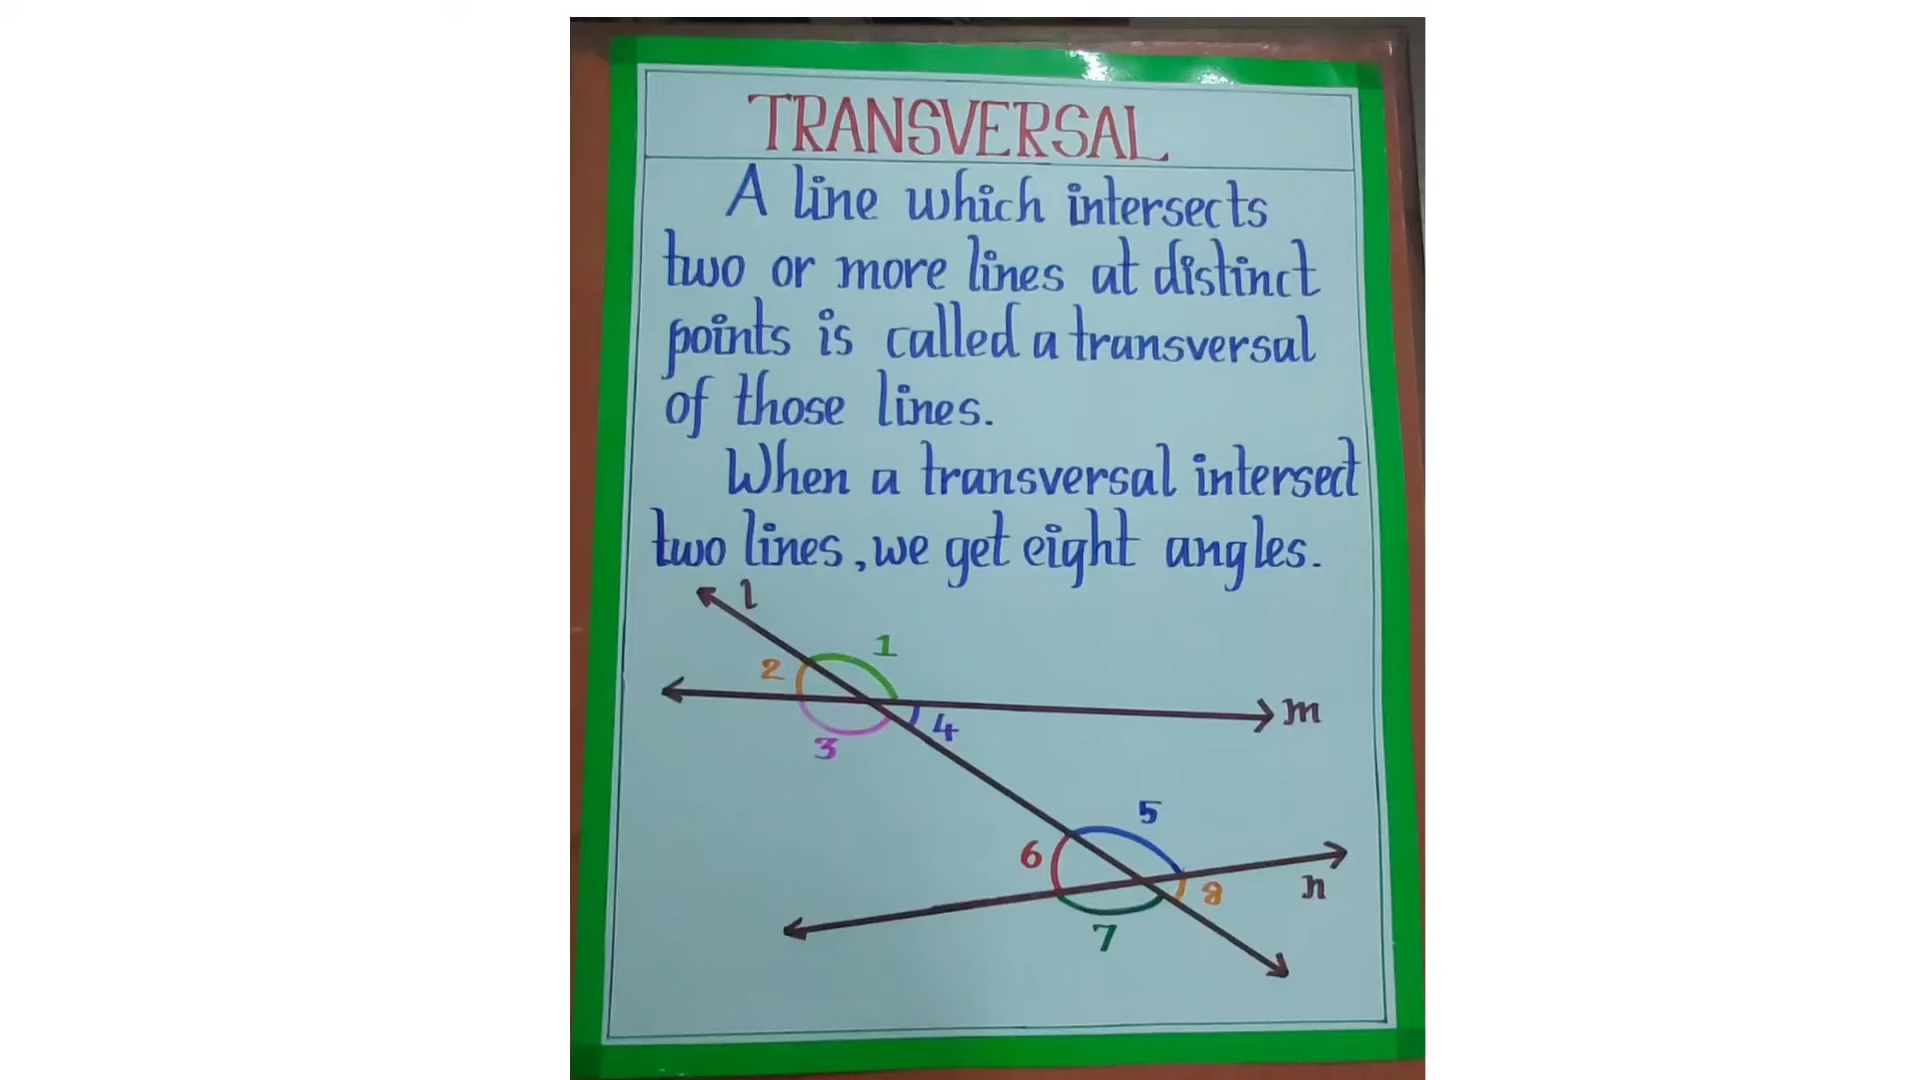 TRANSVERSAL
A line which intersects
two or more lines at distinct
points is called a transversal
of those lines.
When a transversal intersect
two lines, we get eight angles.
l
1
2
m
4
3
5
6
n
8
7